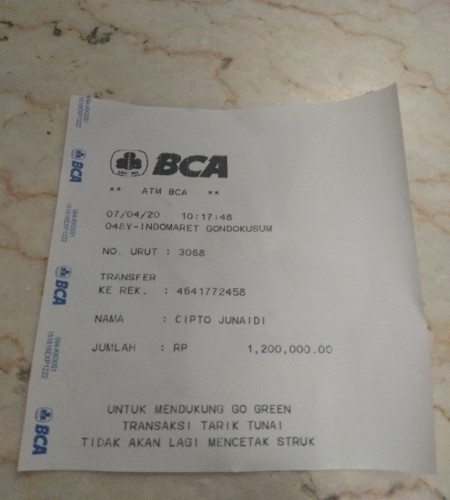 BCA
** ATM BCA **
07/04/20 10:17:48
048Y-INDOMARET GONDOKUSUM
NO. URUT : 3068
TRANSFER
KE REK. : 4641772458
NAMA : CIPTO JUNAIDI
JUMLAH : RP 1,200,000.00
UNTUK MENDUKUNG GO GREEN
TRANSAKSI TARIK TUNAI
TIDAK AKAN LAGI MENCETAK STRUK
BCA
BCA
BCA